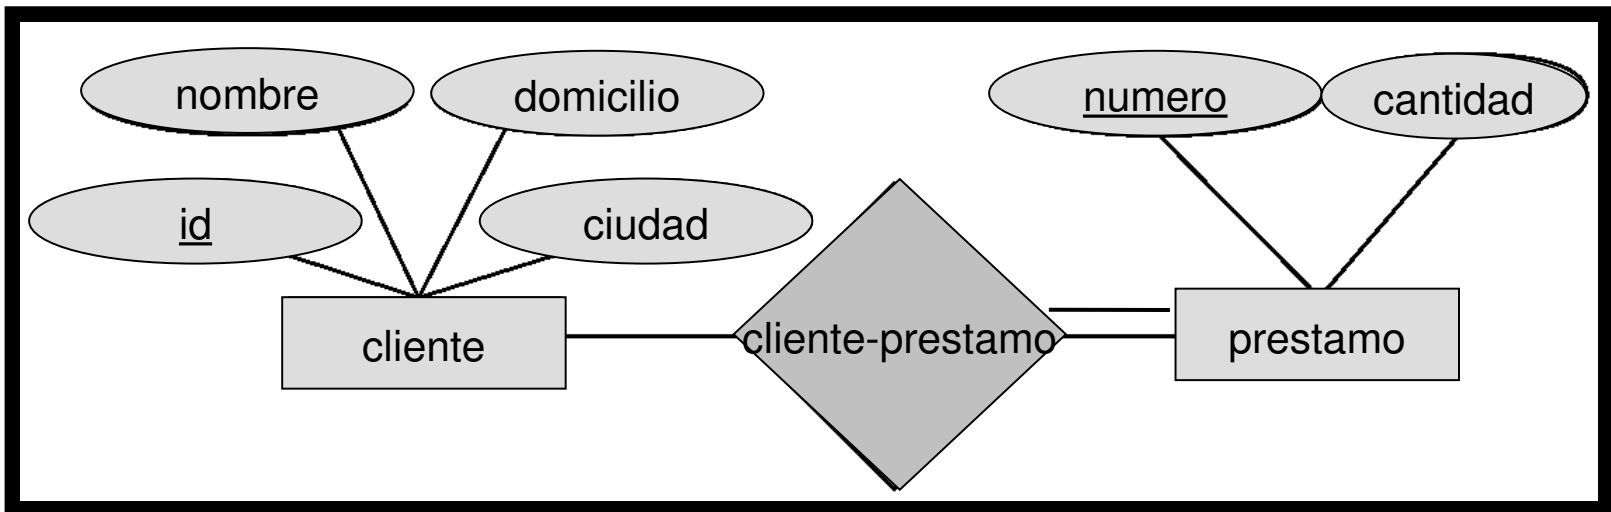 nombre
domicilio
numero
cantidad
id
ciudad
cliente
cliente-prestamo
prestamo